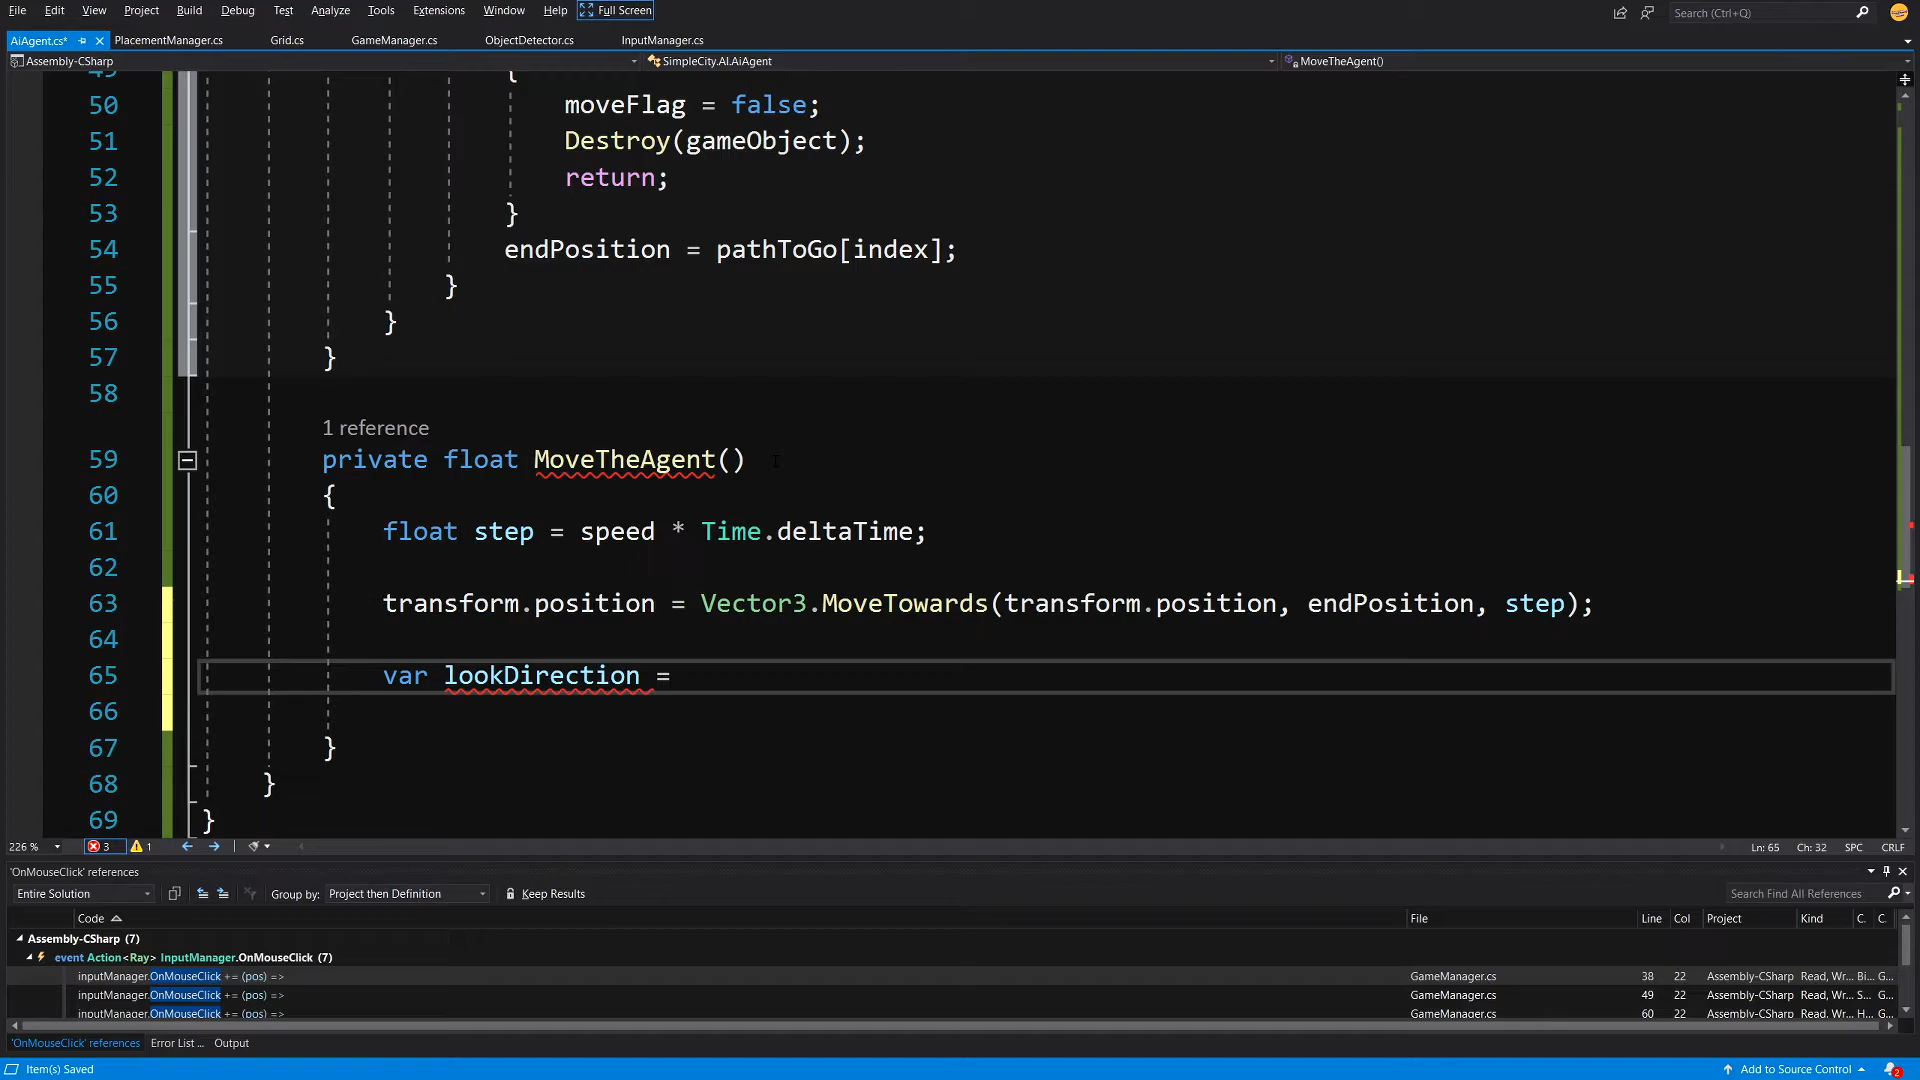 File Edit View Project Build Debug Test Analyze Tools Extensions Window Help Full Screen Search (Ctrl+Q)
AiAgent.cs* PlacementManager.cs Grid.cs GameManager.cs ObjectDetector.cs InputManager.cs
Assembly-CSharp SimpleCity.AI.AiAgent MoveTheAgent()
49 {
50 moveFlag = false;
51 Destroy(gameObject);
52 return;
53 }
54 endPosition = pathToGo[index];
55 }
56 }
57 }
58
1 reference
59 private float MoveTheAgent()
60 {
61 float step = speed * Time.deltaTime;
62
63 transform.position = Vector3.MoveTowards(transform.position, endPosition, step);
64
65 var lookDirection =
66
67 }
68 }
69 }
226 % 3 1 Ln: 65 Ch: 32 SPC CRLF
'OnMouseClick' references
Entire Solution Group by: Project then Definition Keep Results Search Find All References
Code File Line Col Project Kind C. C.
Assembly-CSharp (7)
event Action<Ray> InputManager.OnMouseClick (7)
inputManager.OnMouseClick += (pos) => GameManager.cs 38 22 Assembly-CSharp Read, Wr... Bi... G...
inputManager.OnMouseClick += (pos) => GameManager.cs 49 22 Assembly-CSharp Read, Wr... S... G...
inputManager.OnMouseClick += (pos) => GameManager.cs 60 22 Assembly-CSharp Read, Wr... H... G...
'OnMouseClick' references Error List ... Output
Item(s) Saved Add to Source Control 2